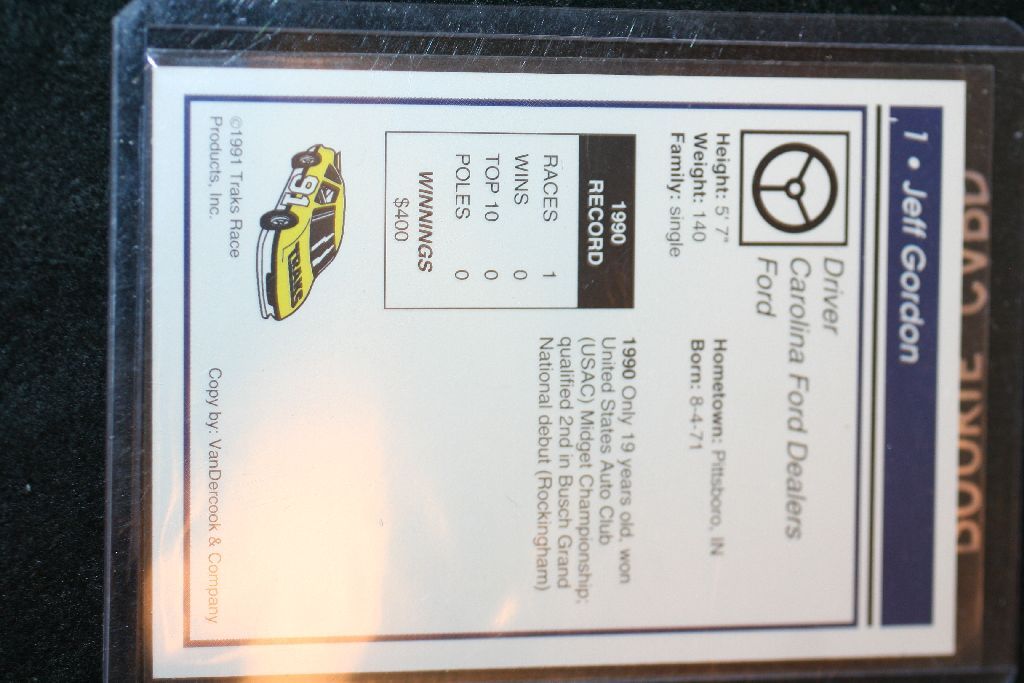 ROOKIE CARD
1 • Jeff Gordon
Driver
Carolina Ford Dealers
Ford
Height: 5' 7"
Weight: 140
Family: single
Hometown: Pittsboro, IN
Born: 8-4-71
1990
RECORD
RACES 1
WINS 0
TOP 10 0
POLES 0
WINNINGS
$400
1990 Only 19 years old, won
United States Auto Club
(USAC) Midget Championship;
qualified 2nd in Busch Grand
National debut (Rockingham)
91
TRAKS
©1991 Traks Race
Products, Inc.
Copy by: VanDercook & Company